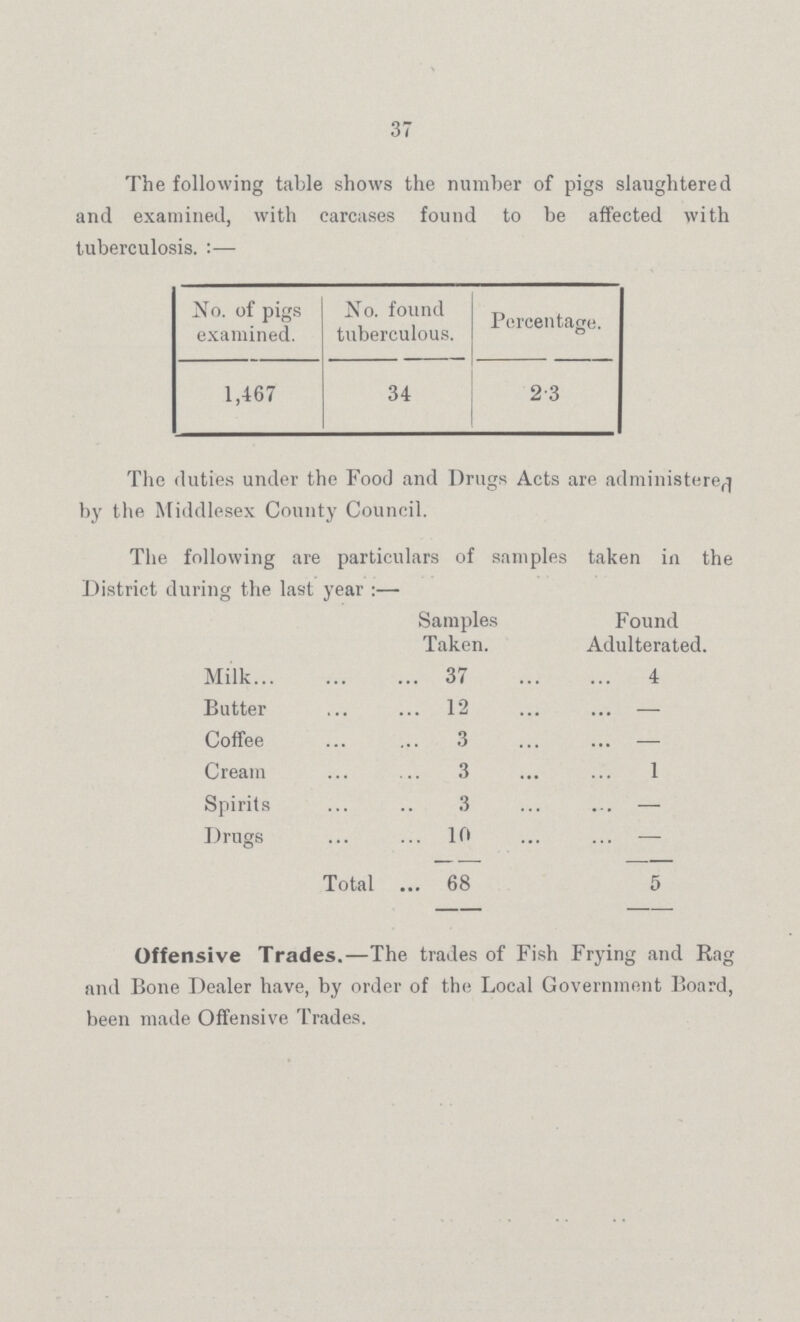 37
The following table shows the number of pigs slaughtered
and examined, with carcases found to be affected with
tuberculosis. :—
No. of pigs examined. No. found tuberculous. Percentage.
1,467 34 2·3
The duties under the Food and Drugs Acts are administered
by the Middlesex County Council.
The following are particulars of samples taken in the
District during the last year :—
Samples Found
Taken. Adulterated.
Milk... ... ... 37 ... ... 4
Butter ... ... 12 ... ... —
Coffee ... ... 3 ... ... —
Cream ... ... 3 ... ... 1
Spirits ... .. 3 ... ... —
Drugs ... ... 10 ... ... —
Total ... 68 5
Offensive Trades.—The trades of Fish Frying and Rag
and Bone Dealer have, by order of the Local Government Board,
been made Offensive Trades.